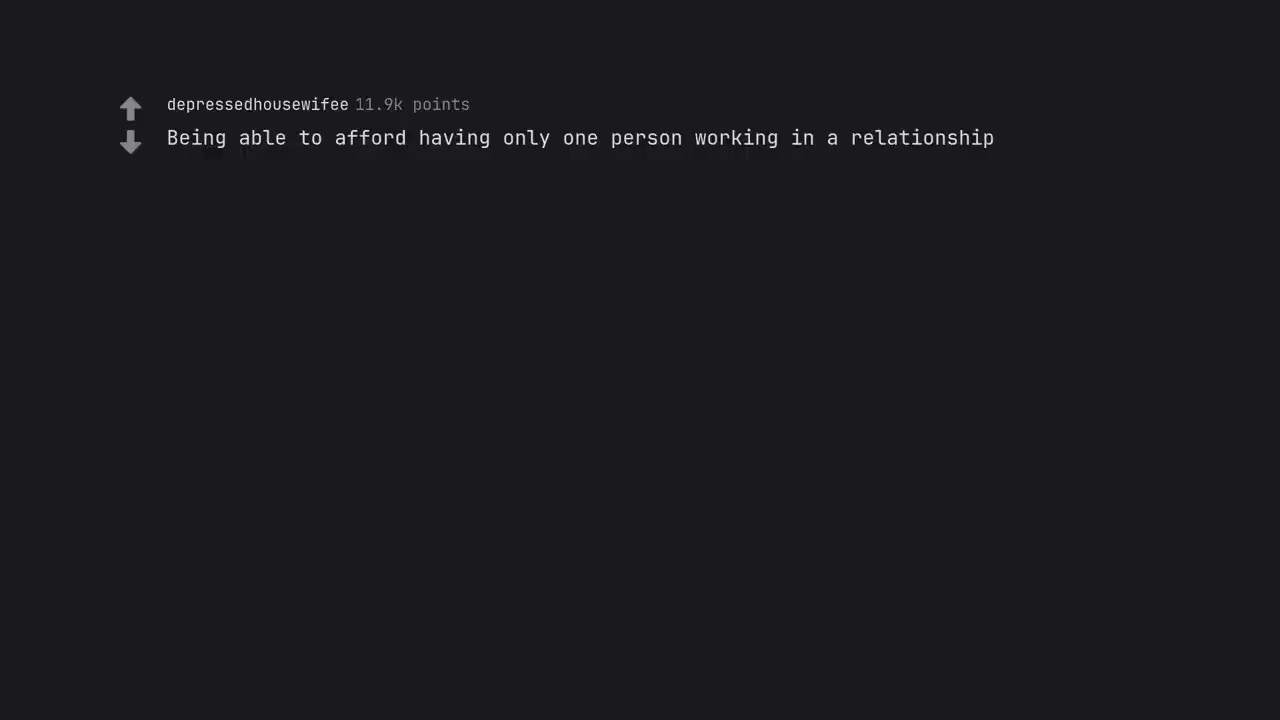 depressedhousewifee 11.9k points
Being able to afford having only one person working in a relationship